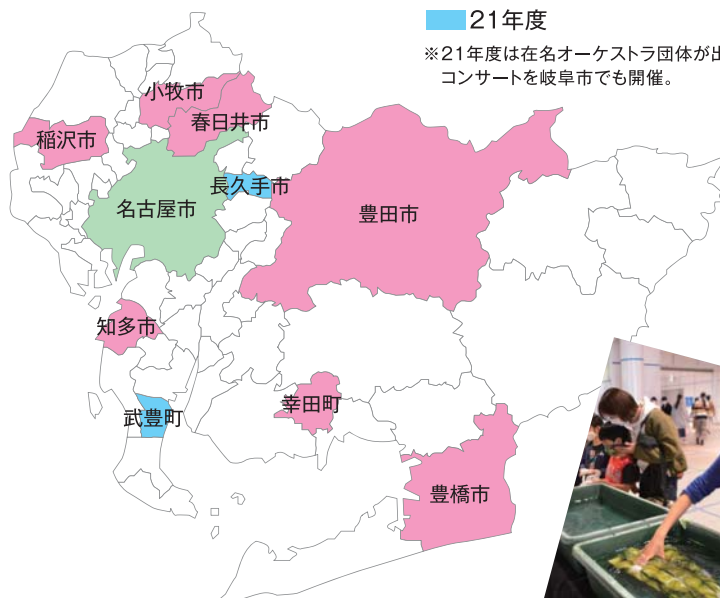 21年度
※21年度は在名オーケストラ団体が出
コンサートを岐阜市でも開催。
小牧市
春日井市
稲沢市
長久手市
名古屋市
豊田市
知多市
武豊町
幸田町
豊橋市